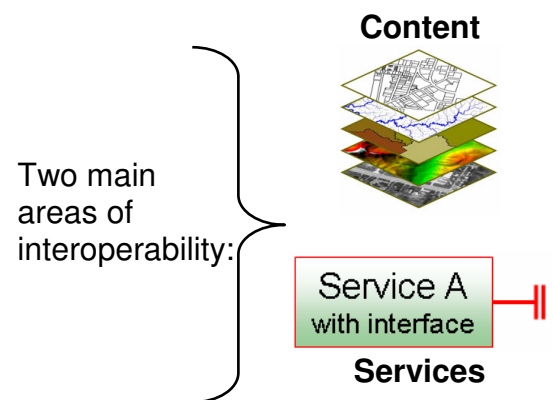 Content
Two main
areas of
interoperability:
Service A
with interface
Services